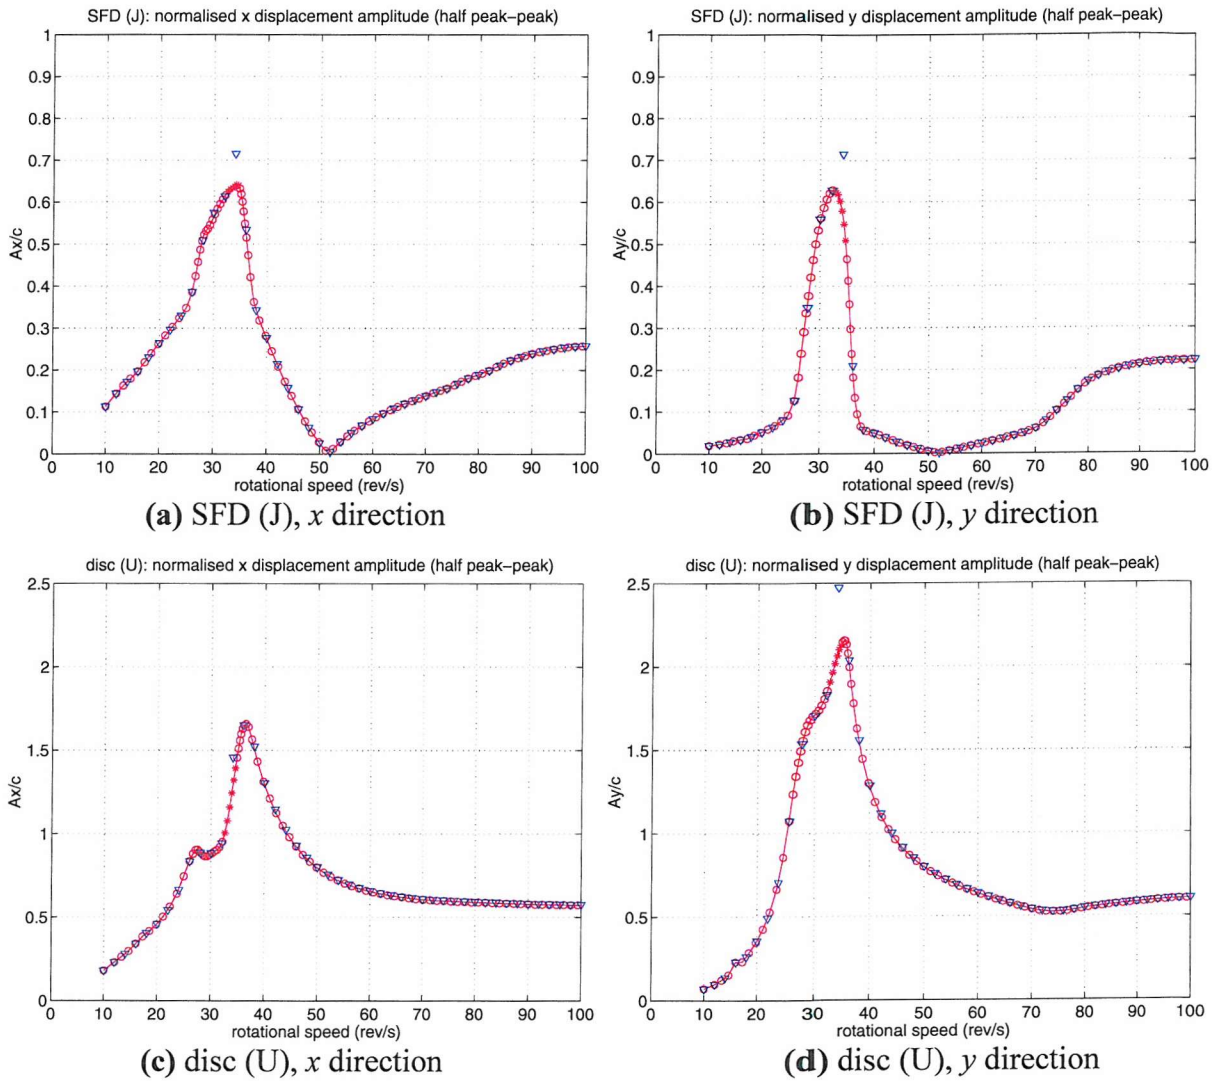 SFD (J): normalised x displacement amplitude (half peak–peak)
1
0.9
0.8
0.7
0.6
0.5
0.4
0.3
0.2
0.1
0
Ax/c
0 10 20 30 40 50 60 70 80 90 100
rotational speed (rev/s)
(a) SFD (J), x direction
SFD (J): normalised y displacement amplitude (half peak–peak)
1
0.9
0.8
0.7
0.6
0.5
0.4
0.3
0.2
0.1
0
Ay/c
0 10 20 30 40 50 60 70 80 90 100
rotational speed (rev/s)
(b) SFD (J), y direction
disc (U): normalised x displacement amplitude (half peak–peak)
2.5
2
1.5
1
0.5
0
Ax/c
0 10 20 30 40 50 60 70 80 90 100
rotational speed (rev/s)
(c) disc (U), x direction
disc (U): normalised y displacement amplitude (half peak–peak)
2.5
2
1.5
1
0.5
0
Ay/c
0 10 20 30 40 50 60 70 80 90 100
rotational speed (rev/s)
(d) disc (U), y direction